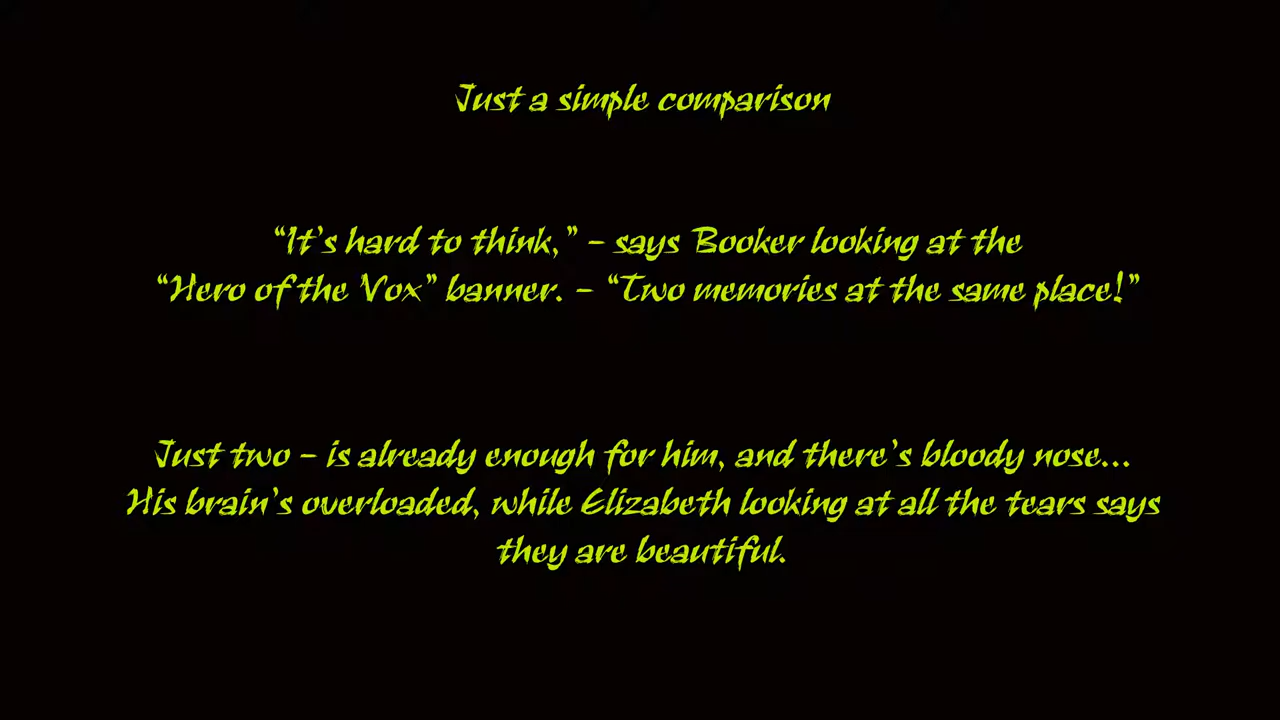 Just a simple comparison
“It’s hard to think,” – says Booker looking at the
“Hero of the Vox” banner. – “Two memories at the same place!”
Just two – is already enough for him, and there’s bloody nose...
His brain’s overloaded, while Elizabeth looking at all the tears says
they are beautiful.